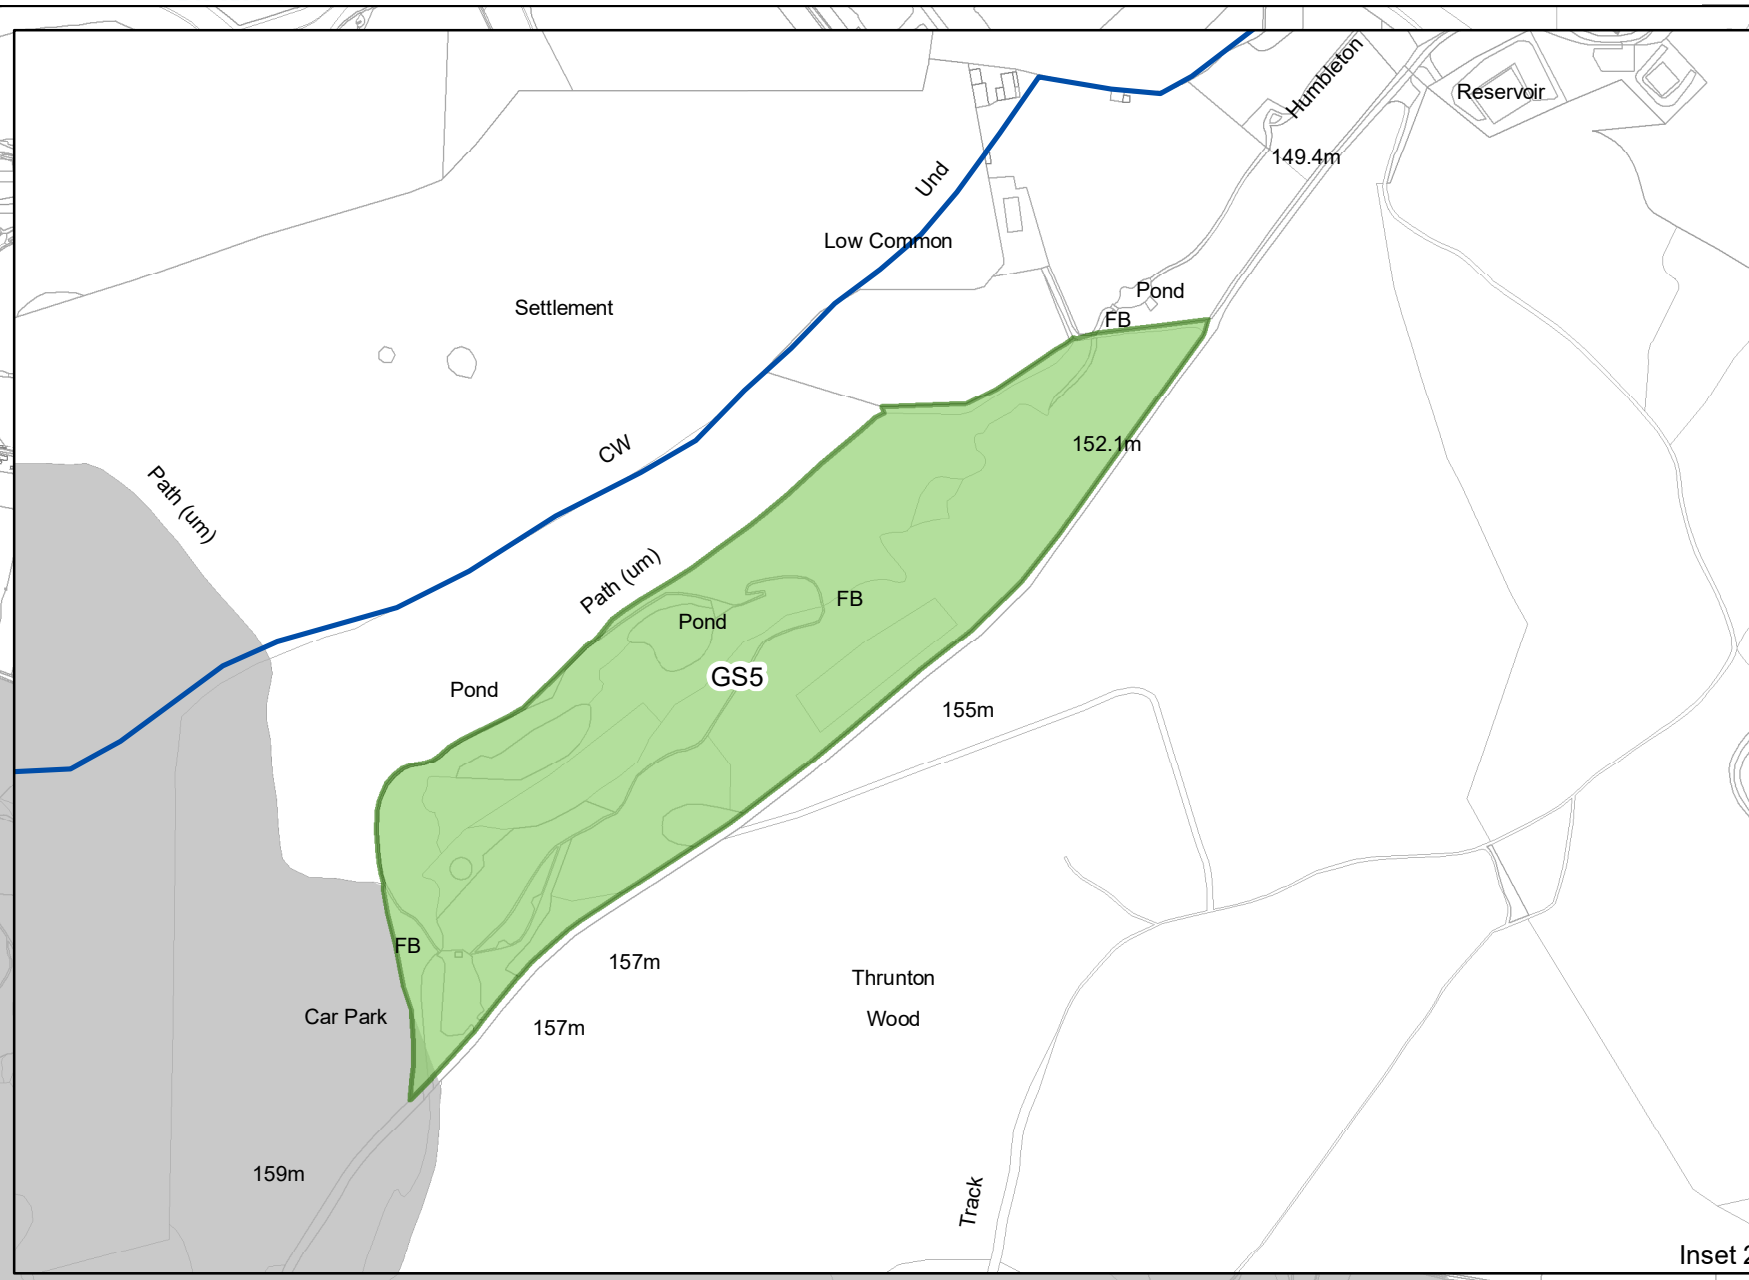 Humbleton
Reservoir
149.4m
Und
Low Common
Pond
Settlement
FB
152.1m
CW
Path (um)
Path (um)
FB
Pond
GS5
Pond
155m
FB
157m
Thrunton
Wood
Car Park
157m
159m
Track
Inset 2